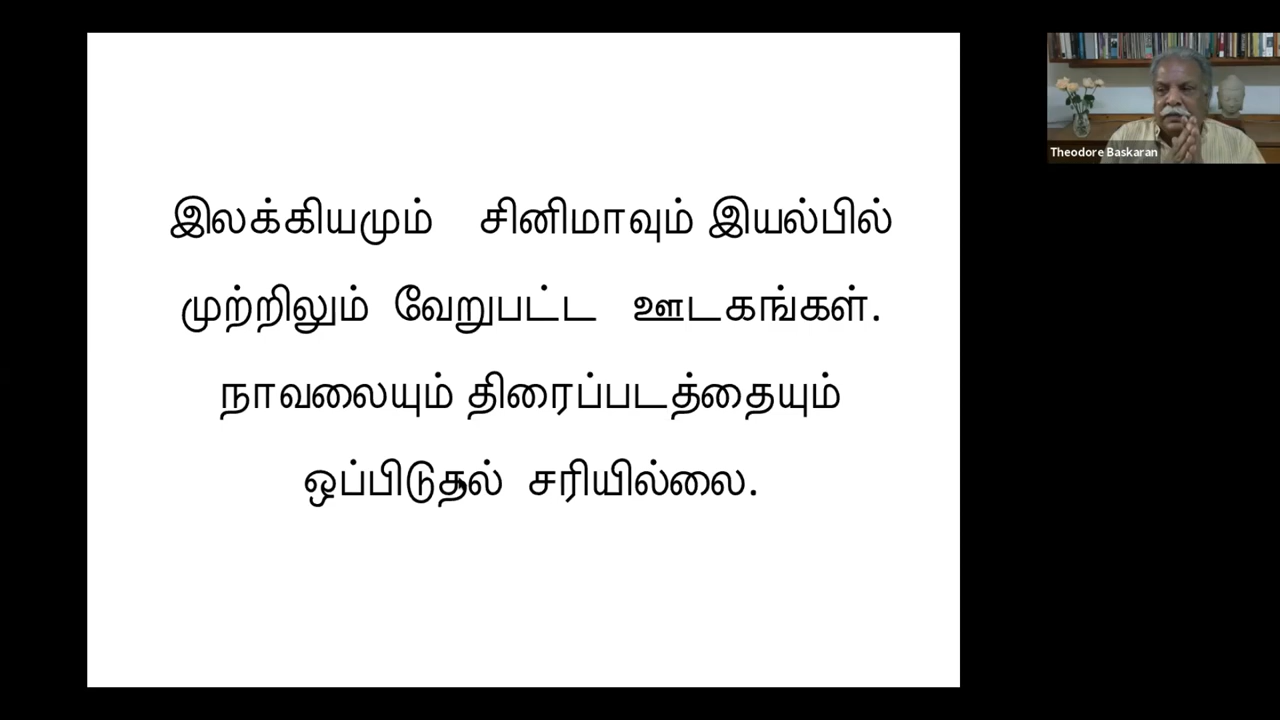 இலக்கியமும் சினிமாவும் இயல்பில்
முற்றிலும் வேறுபட்ட ஊடகங்கள்.
நாவலையும் திரைப்படத்தையும்
ஒப்பிடுதல் சரியில்லை.
Theodore Baskaran